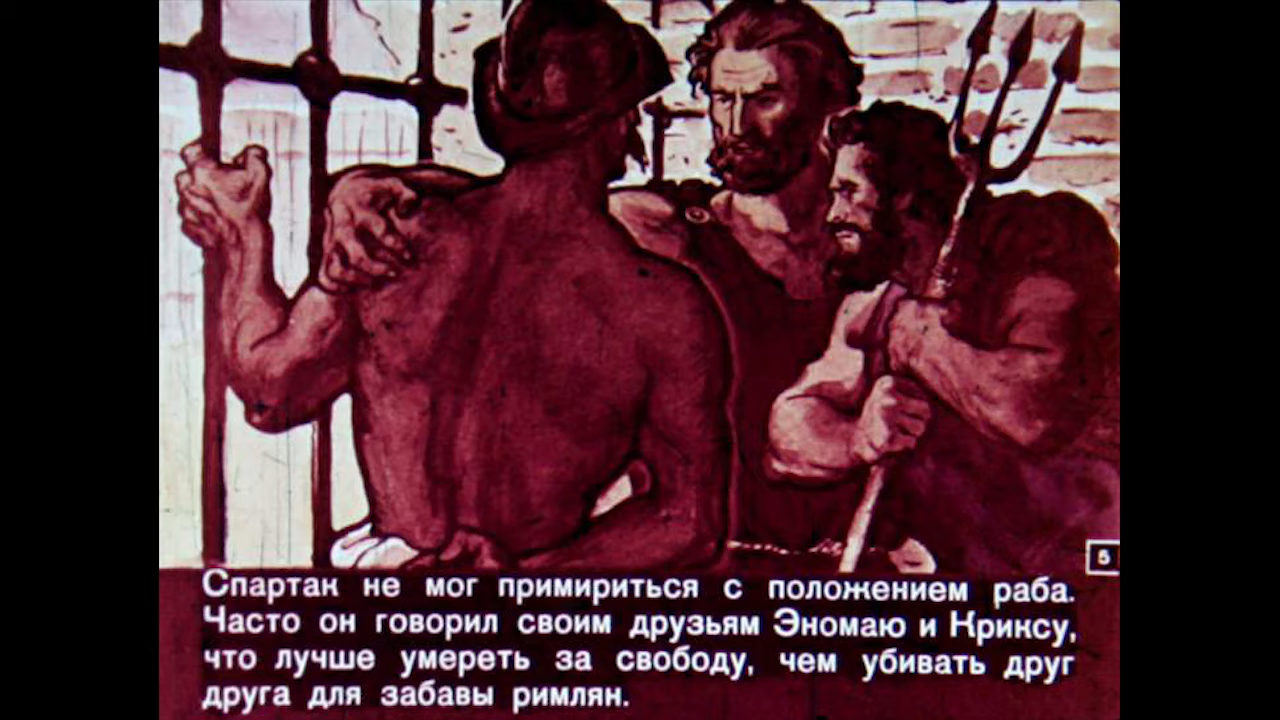 5
Спартак не мог примириться с положением раба.
Часто он говорил своим друзьям Эномаю и Криксу,
что лучше умереть за свободу, чем убивать друг
друга для забавы римлян.